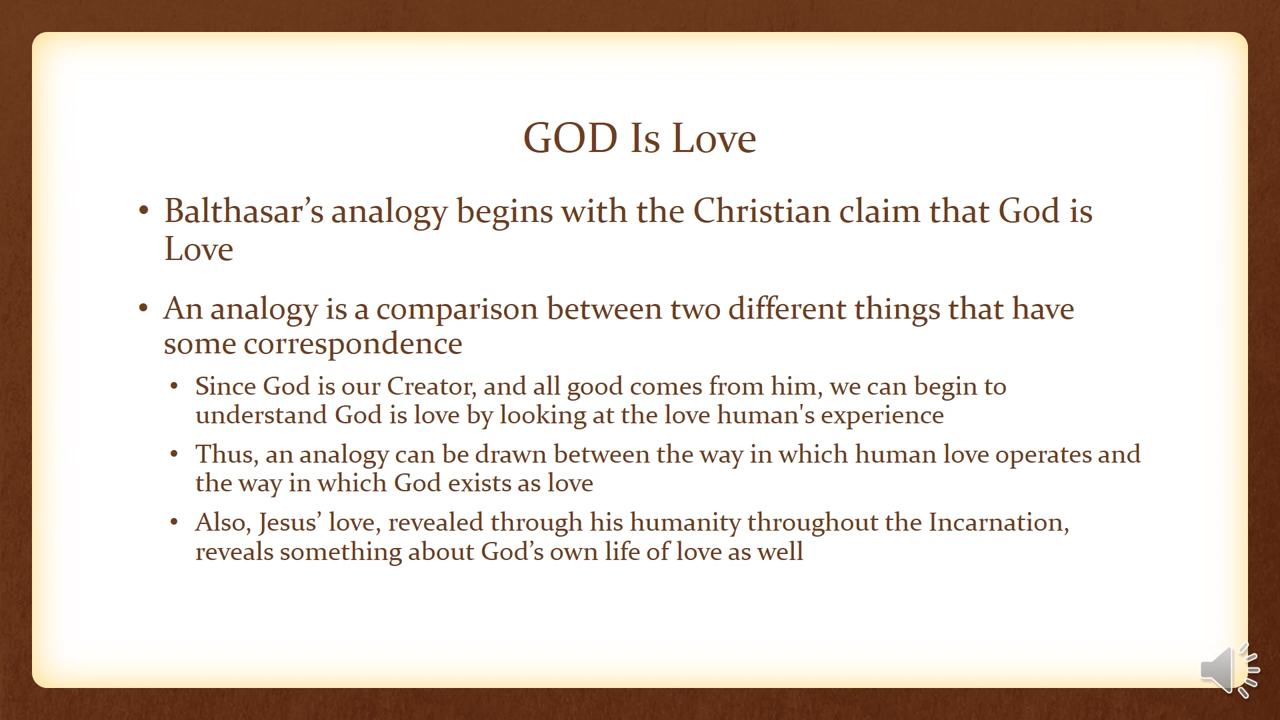 GOD Is Love
• Balthasar’s analogy begins with the Christian claim that God is
Love
• An analogy is a comparison between two different things that have
some correspondence
• Since God is our Creator, and all good comes from him, we can begin to
understand God is love by looking at the love human's experience
• Thus, an analogy can be drawn between the way in which human love operates and
the way in which God exists as love
• Also, Jesus’ love, revealed through his humanity throughout the Incarnation,
reveals something about God’s own life of love as well